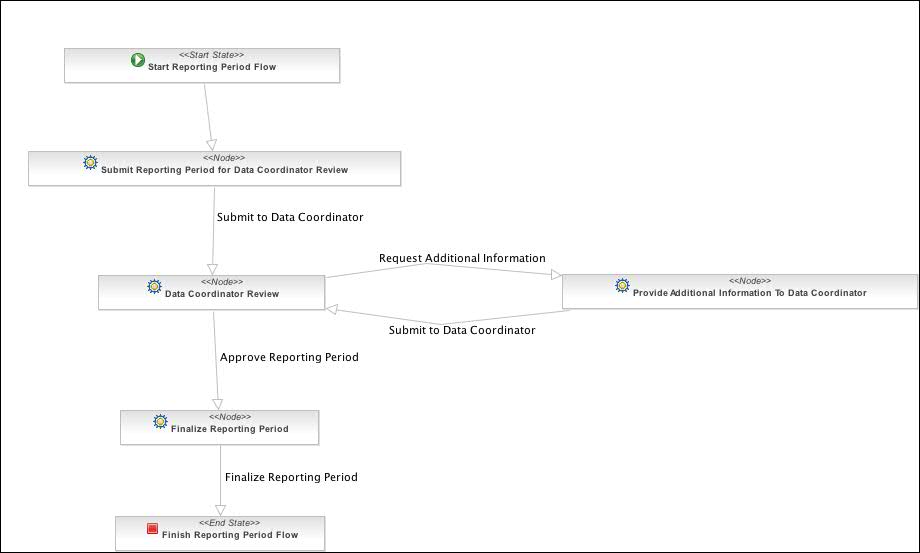 <<Start State>>
Start Reporting Period Flow
<<Node>>
Submit Reporting Period for Data Coordinator Review
Submit to Data Coordinator
Request Additional Information
<<Node>>
Data Coordinator Review
<<Node>>
Provide Additional Information To Data Coordinator
Submit to Data Coordinator
Approve Reporting Period
<<Node>>
Finalize Reporting Period
Finalize Reporting Period
<<End State>>
Finish Reporting Period Flow